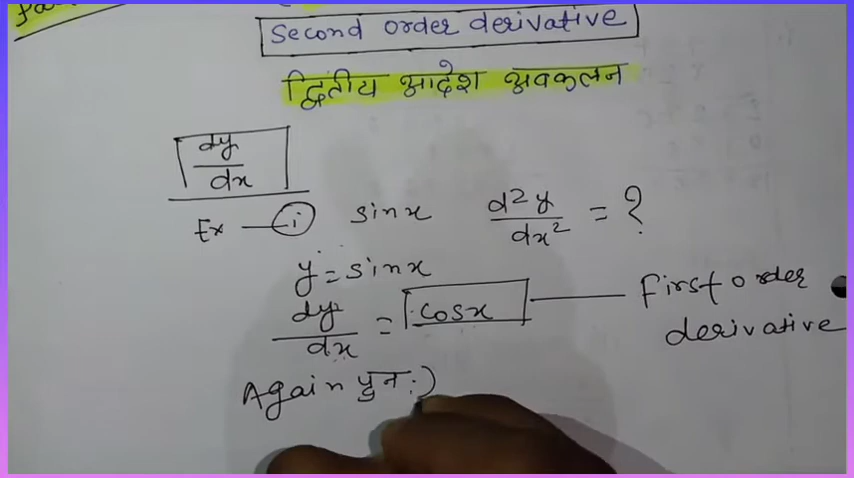 Second order derivative
द्वितीय आदेश अवकलन
dy/dx
Ex — i sinx d²y/dx² = ?
y = sinx
dy/dx = cosx — first order derivative
Again पुनः)